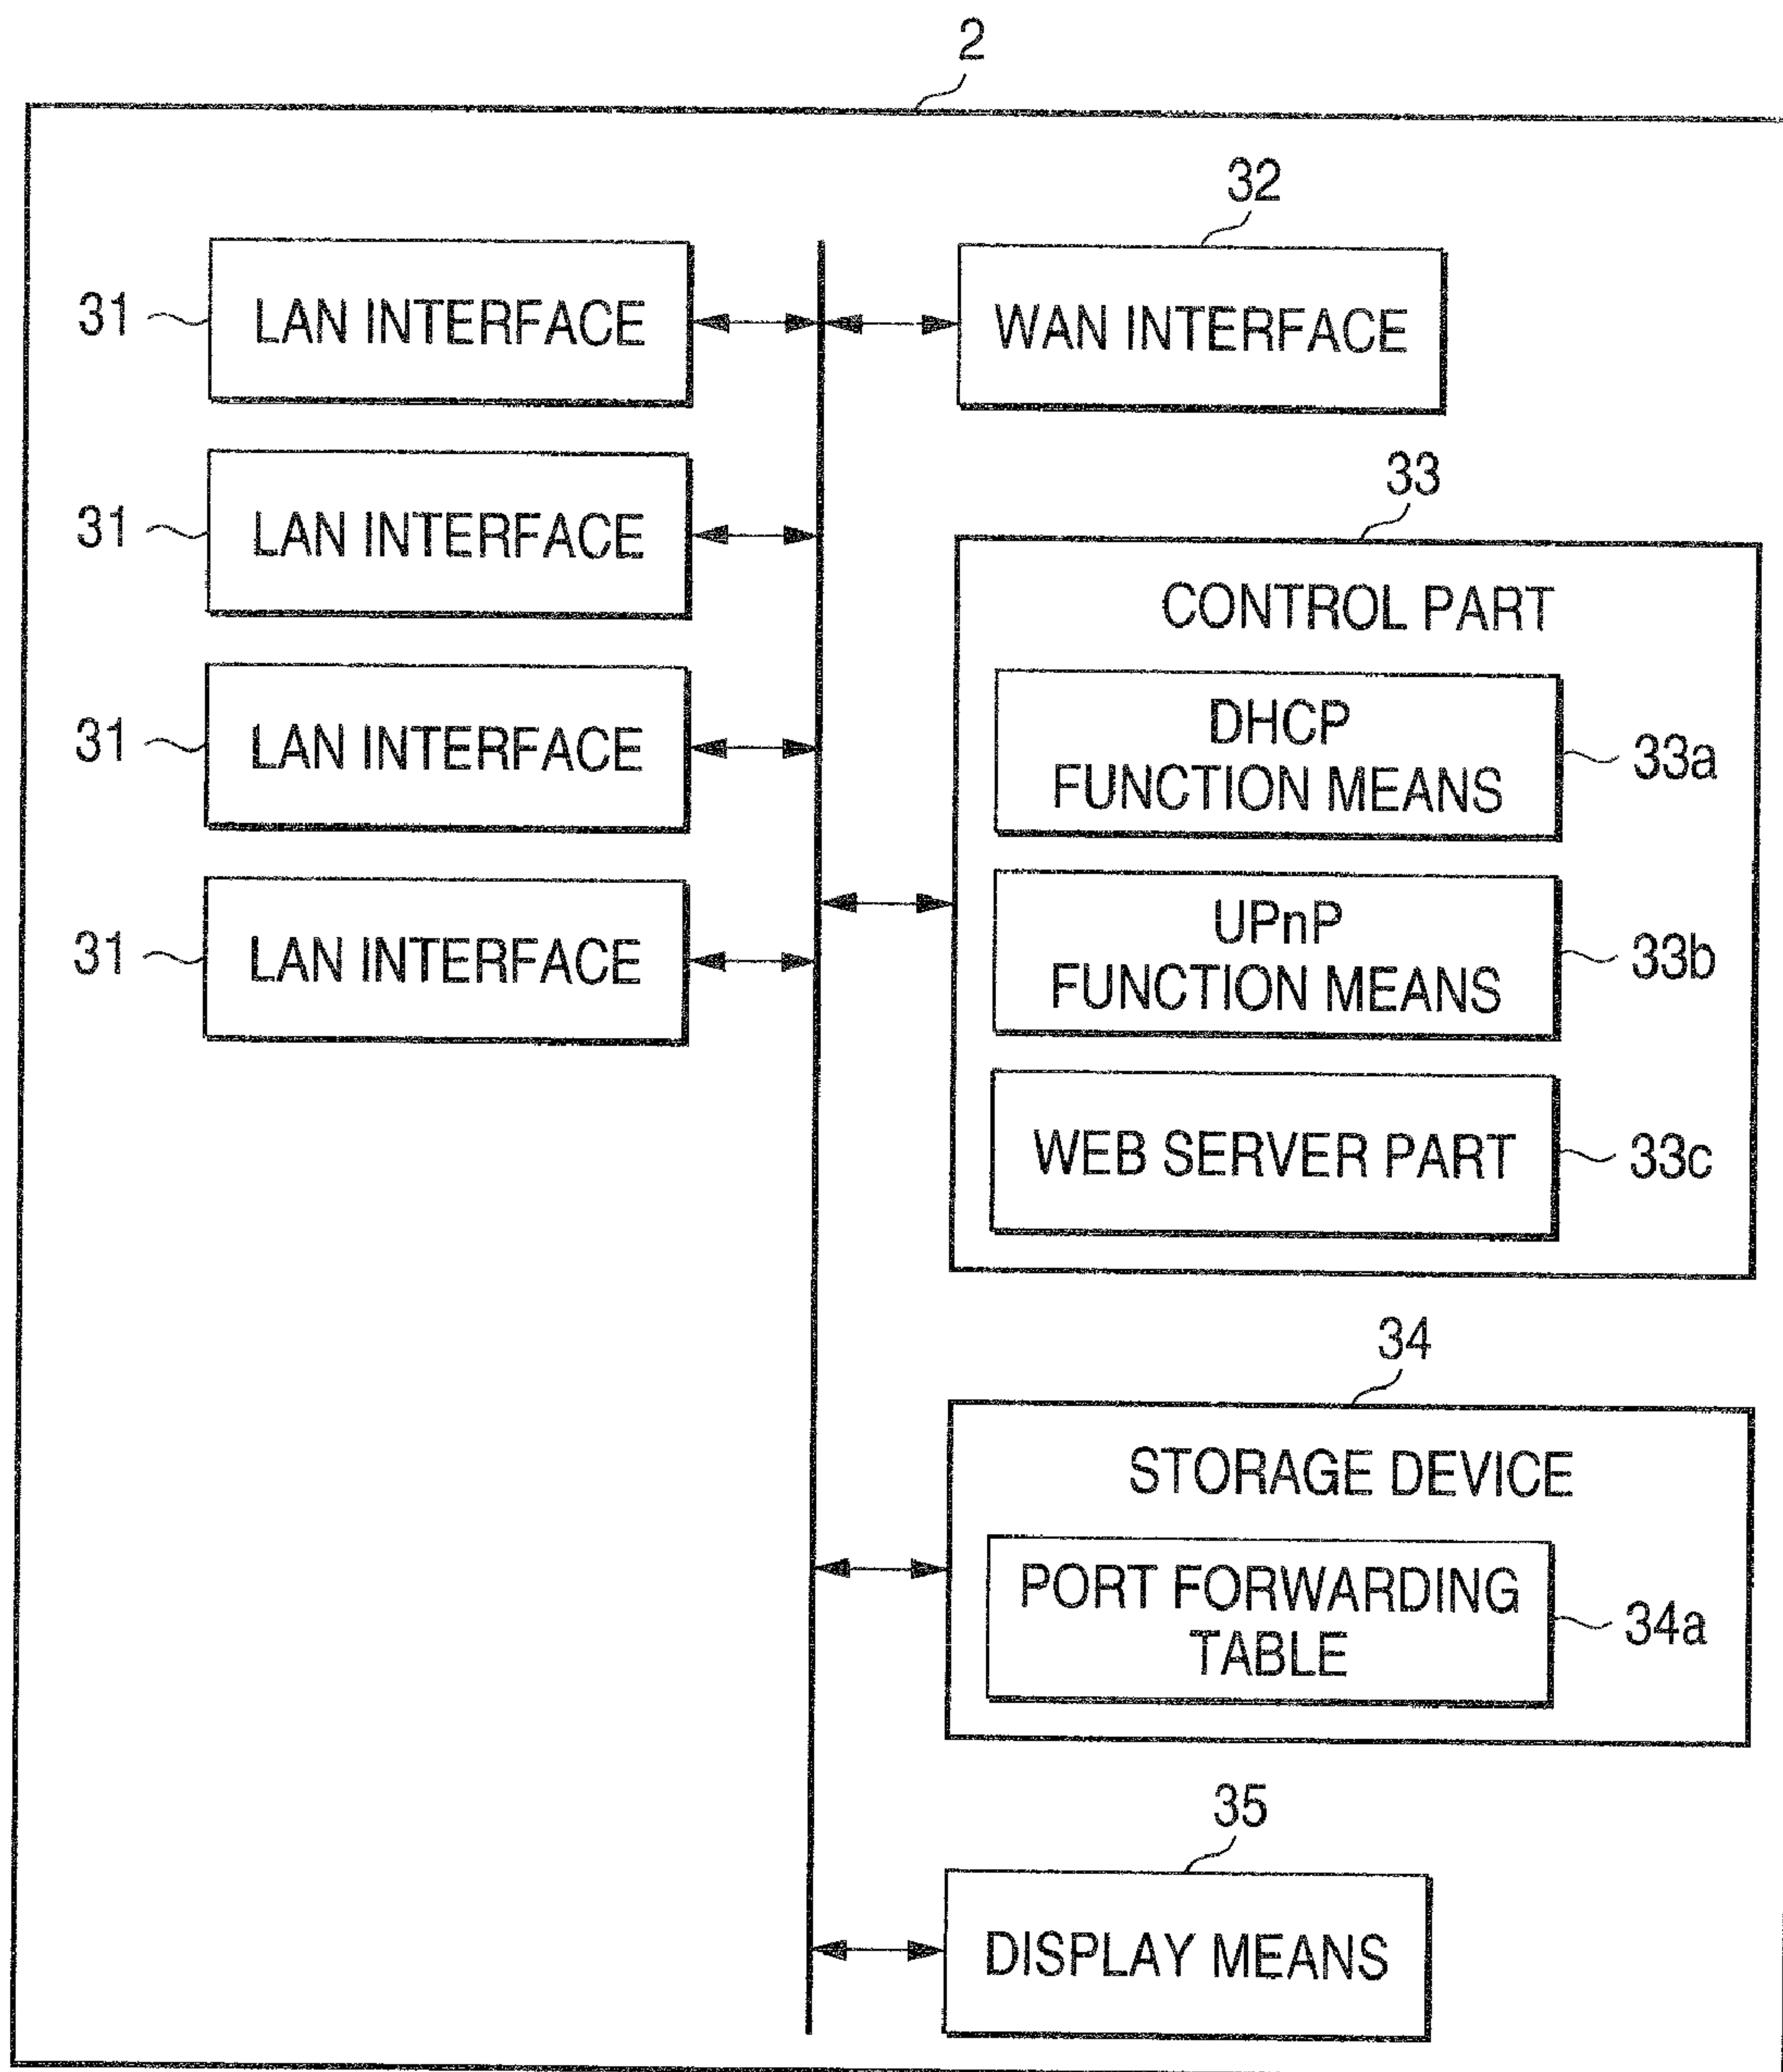 2
32
31
LAN INTERFACE
WAN INTERFACE
31
LAN INTERFACE
33
CONTROL PART
31
LAN INTERFACE
DHCP
FUNCTION MEANS
33a
31
LAN INTERFACE
UPnP
FUNCTION MEANS
33b
WEB SERVER PART
33c
34
STORAGE DEVICE
PORT FORWARDING
TABLE
34a
35
DISPLAY MEANS